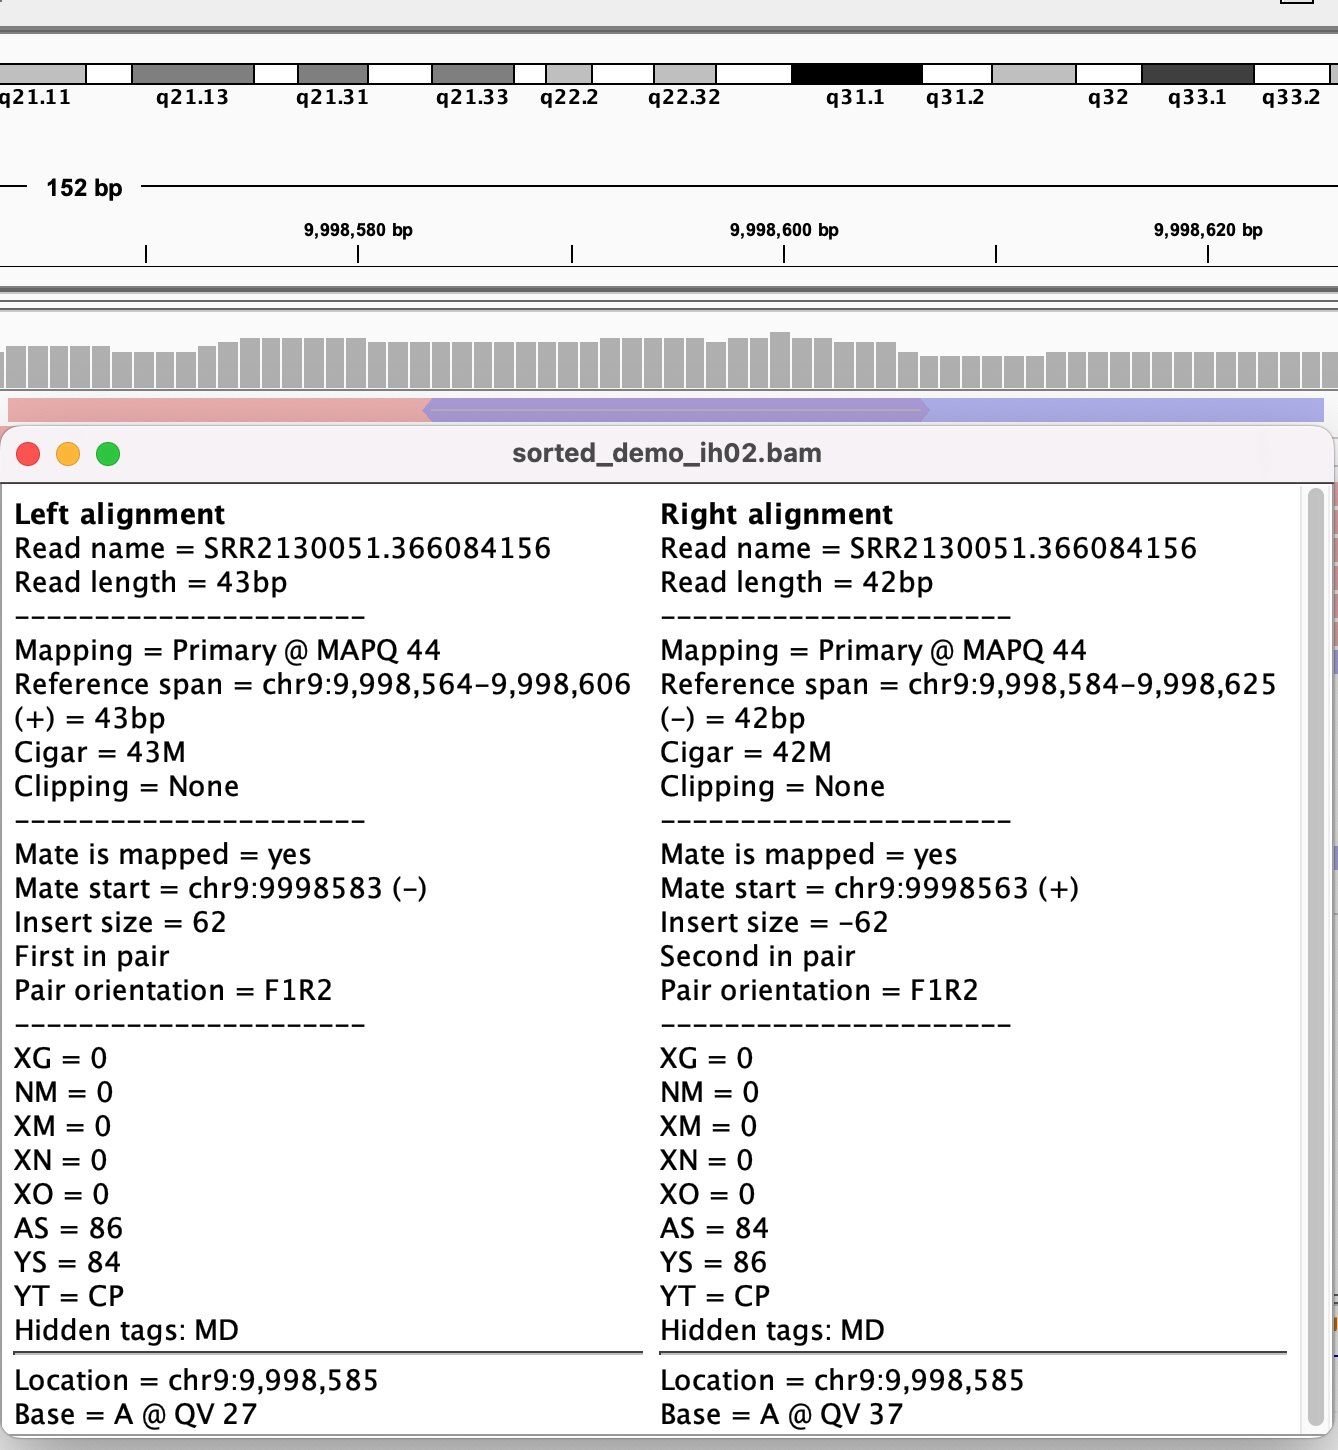 q21.11 q21.13 q21.31 q21.33 q22.2 q22.32 q31.1 q31.2 q32 q33.1 q33.2
152 bp
9,998,580 bp 9,998,600 bp 9,998,620 bp
sorted_demo_ih02.bam
Left alignment
Read name = SRR2130051.366084156
Read length = 43bp
----------------------
Mapping = Primary @ MAPQ 44
Reference span = chr9:9,998,564-9,998,606
(+) = 43bp
Cigar = 43M
Clipping = None
----------------------
Mate is mapped = yes
Mate start = chr9:9998583 (-)
Insert size = 62
First in pair
Pair orientation = F1R2
----------------------
XG = 0
NM = 0
XM = 0
XN = 0
XO = 0
AS = 86
YS = 84
YT = CP
Hidden tags: MD
Location = chr9:9,998,585
Base = A @ QV 27
Right alignment
Read name = SRR2130051.366084156
Read length = 42bp
----------------------
Mapping = Primary @ MAPQ 44
Reference span = chr9:9,998,584-9,998,625
(-) = 42bp
Cigar = 42M
Clipping = None
----------------------
Mate is mapped = yes
Mate start = chr9:9998563 (+)
Insert size = -62
Second in pair
Pair orientation = F1R2
----------------------
XG = 0
NM = 0
XM = 0
XN = 0
XO = 0
AS = 84
YS = 86
YT = CP
Hidden tags: MD
Location = chr9:9,998,585
Base = A @ QV 37